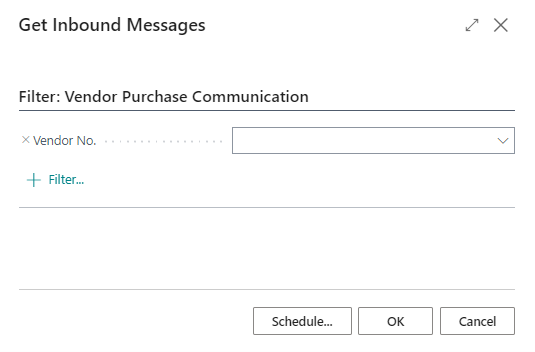 Get Inbound Messages
Filter: Vendor Purchase Communication
Vendor No.
Filter...
Schedule... OK Cancel